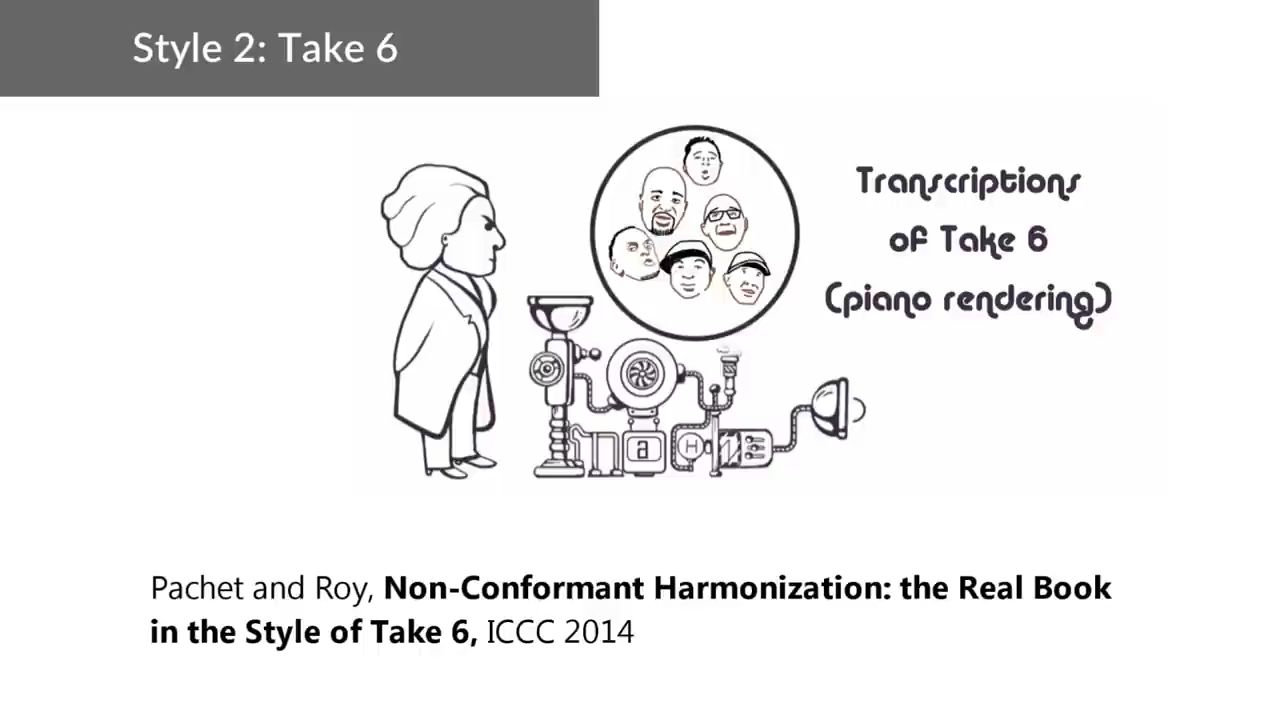 Style 2: Take 6
Transcriptions
of Take 6
(piano rendering)
a
H
Pachet and Roy, Non-Conformant Harmonization: the Real Book
in the Style of Take 6, ICCC 2014